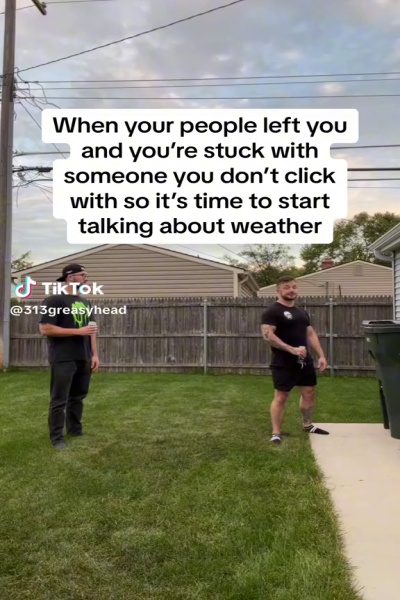 When your people left you
and you're stuck with
someone you don't click
with so it's time to start
talking about weather
TikTok
@313greasyhead